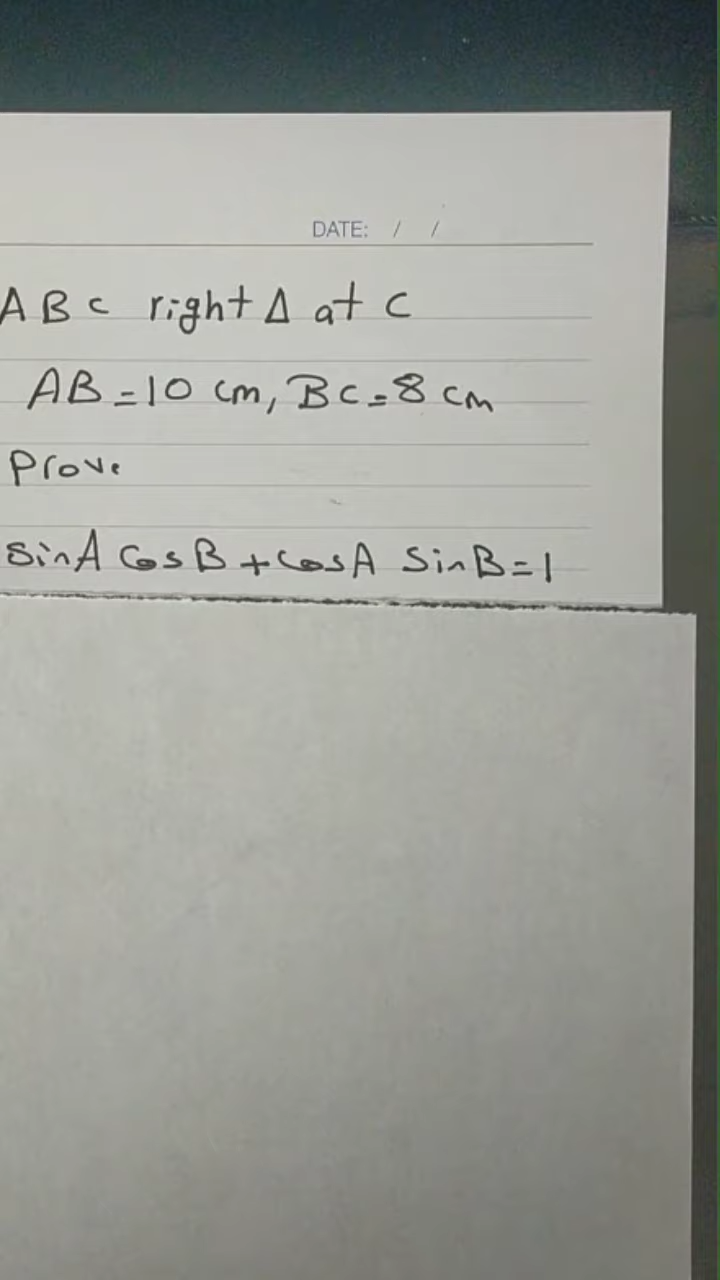 DATE: / /
ABC right Δ at C
AB = 10 cm, BC = 8 cm
Prove
sinA cosB + cosA sinB = 1